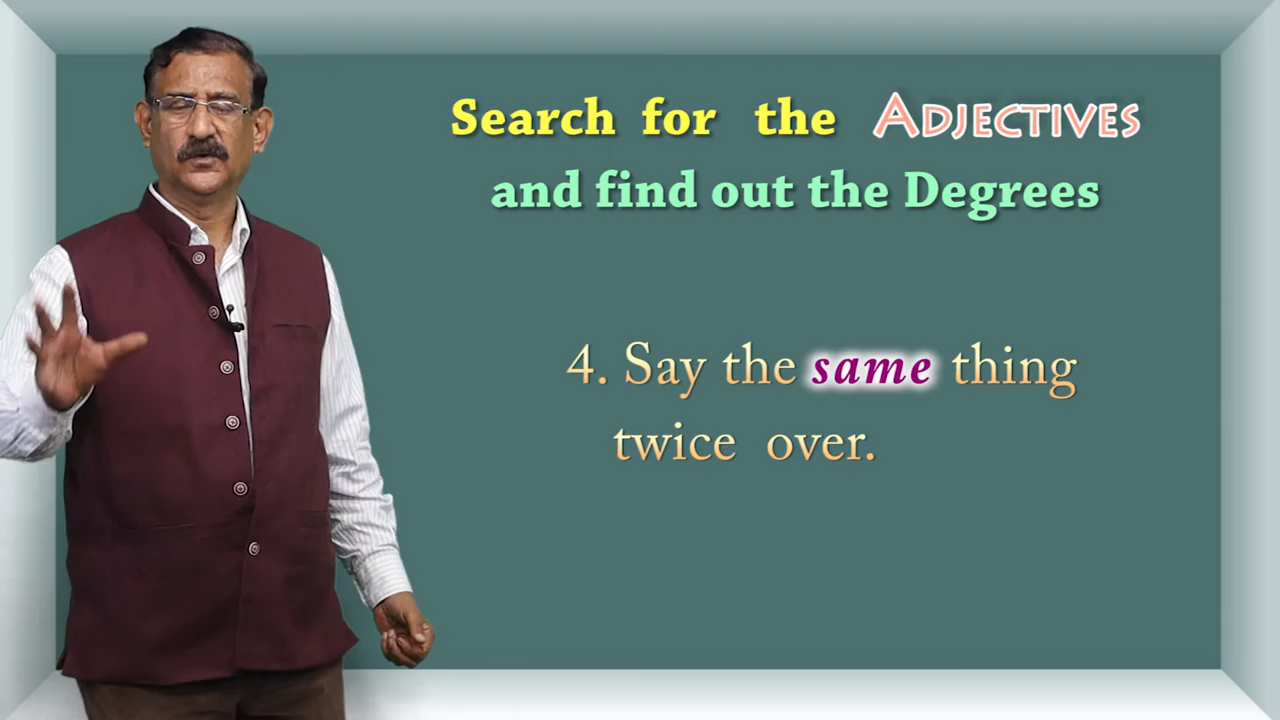 Search for the ADJECTIVES
and find out the Degrees
4. Say the same thing
twice over.